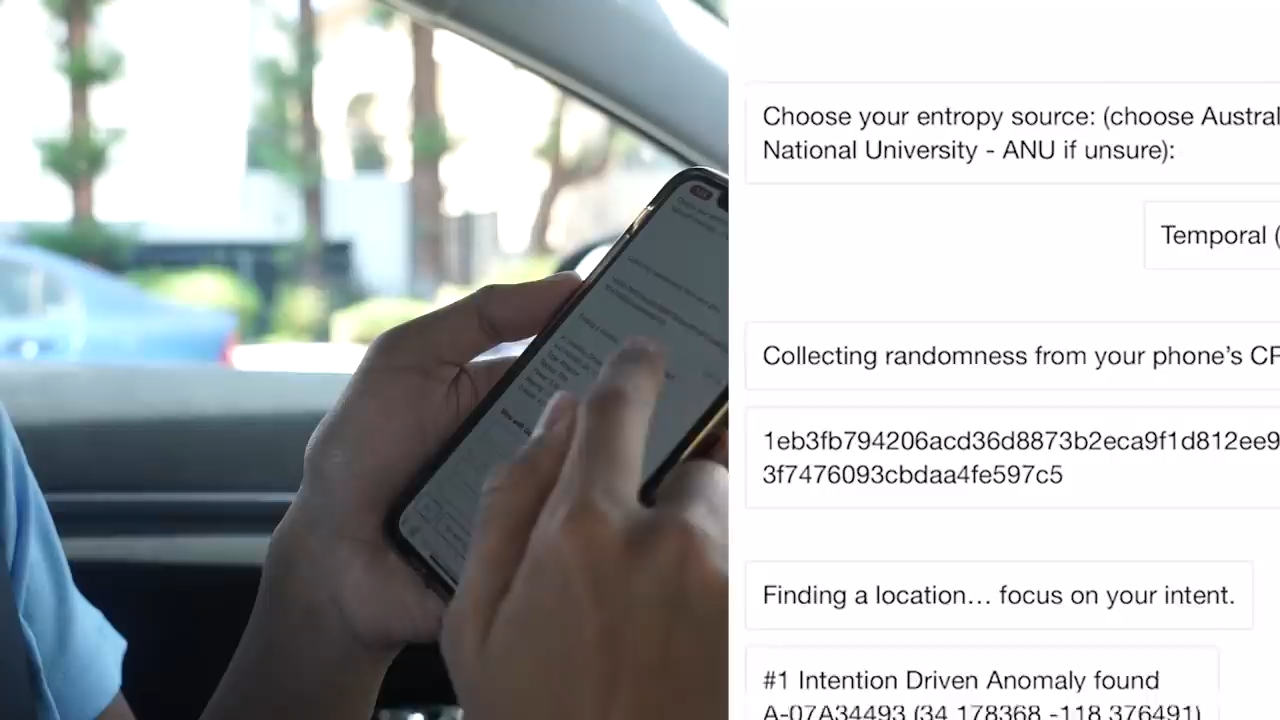 Choose your entropy source: (choose Austral
National University - ANU if unsure):
Temporal (
Collecting randomness from your phone's CP
1eb3fb794206acd36d8873b2eca9f1d812ee9
3f7476093cbdaa4fe597c5
Finding a location... focus on your intent.
#1 Intention Driven Anomaly found
A-07A34493 (34.178368 -118.376491)